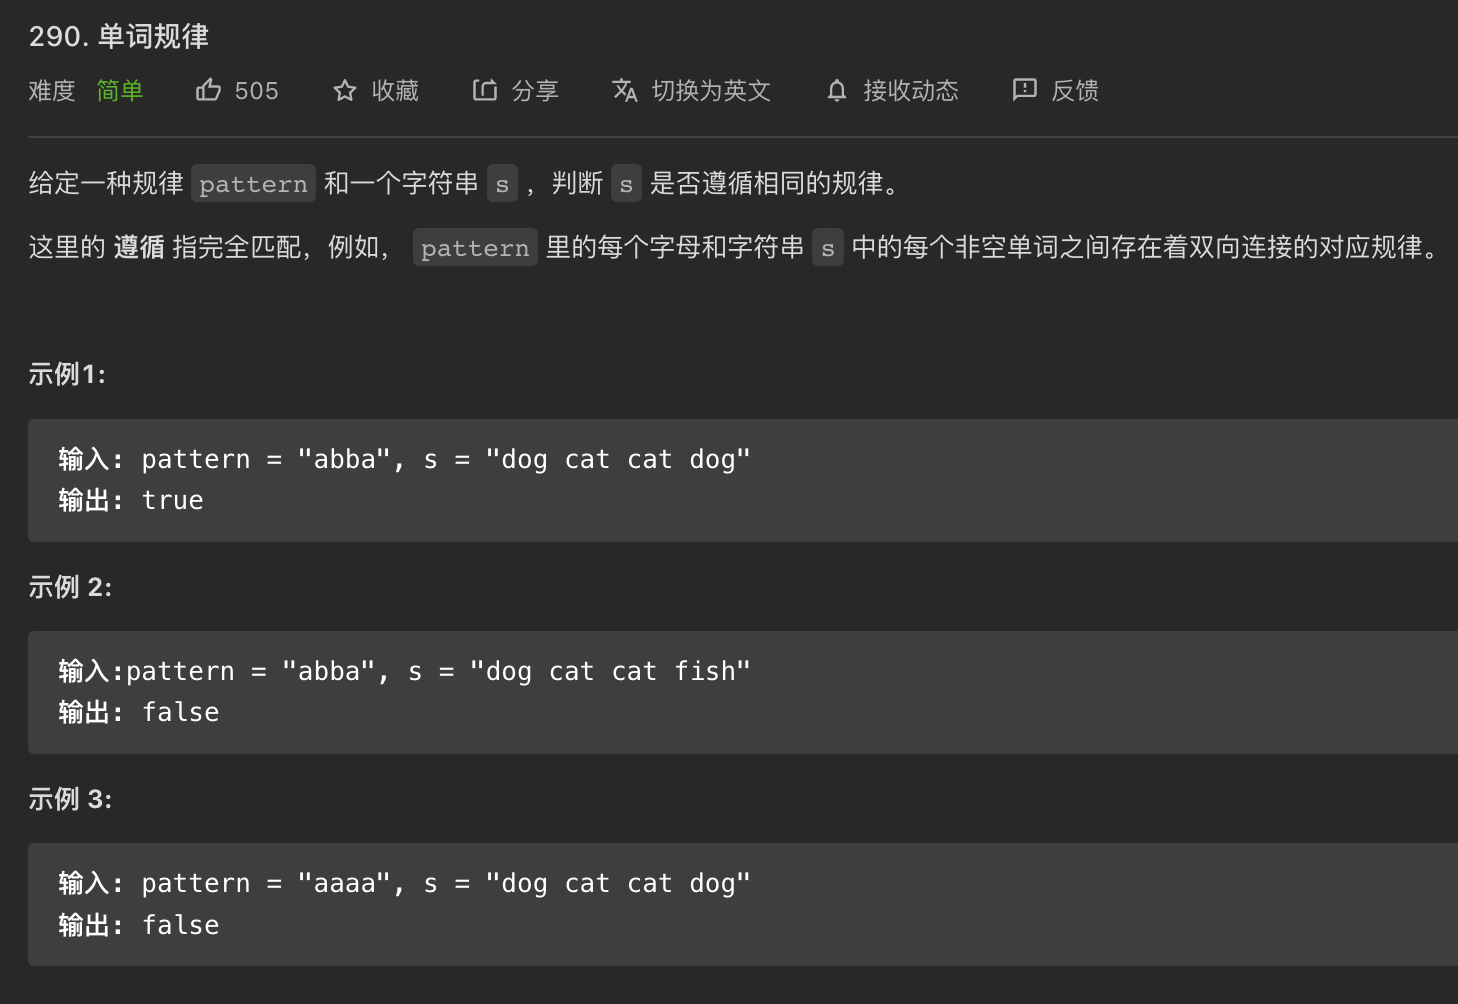 290. 单词规律
难度 简单 505 收藏 分享 切换为英文 接收动态 反馈
给定一种规律 pattern 和一个字符串 s ，判断 s 是否遵循相同的规律。
这里的 遵循 指完全匹配，例如， pattern 里的每个字母和字符串 s 中的每个非空单词之间存在着双向连接的对应规律。
示例1:
输入: pattern = "abba", s = "dog cat cat dog"
输出: true
示例 2:
输入:pattern = "abba", s = "dog cat cat fish"
输出: false
示例 3:
输入: pattern = "aaaa", s = "dog cat cat dog"
输出: false